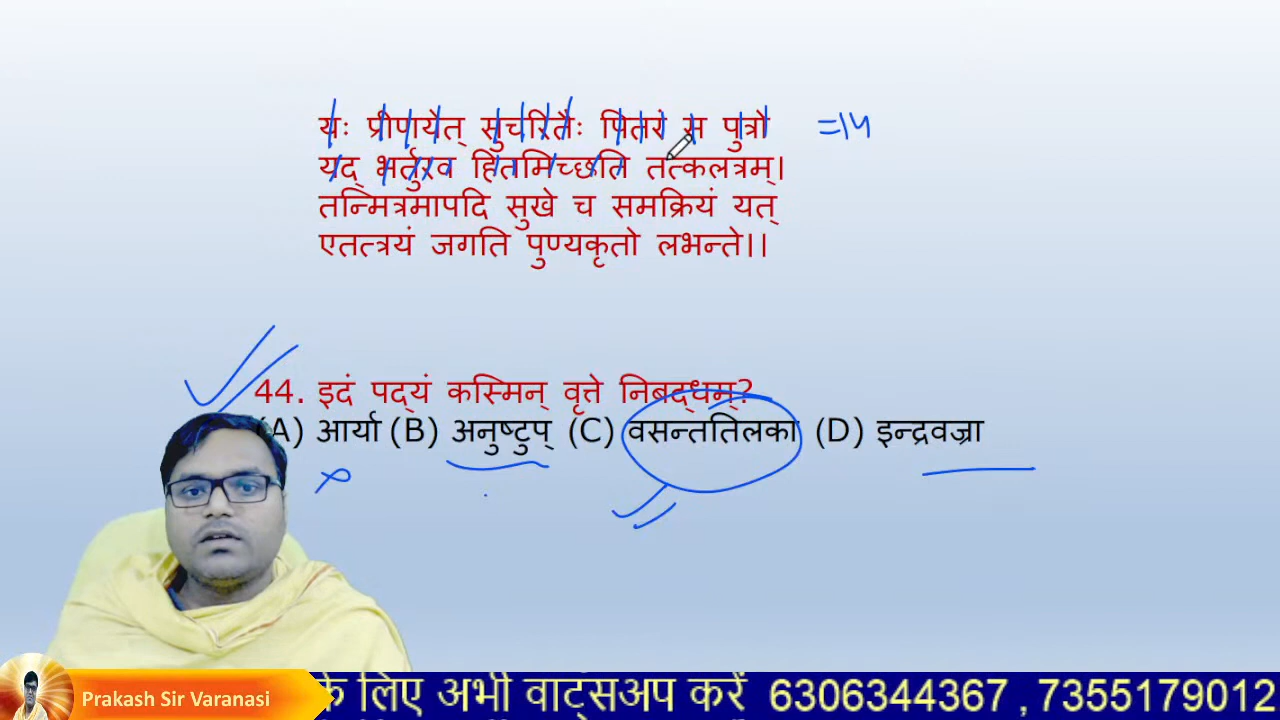 यः प्रीणयेत् सुचरितैः पितरं स पुत्रो =14
यद् भर्तुरेव हितमिच्छति तत्कलत्रम्।
तन्मित्रमापदि सुखे च समक्रियं यत्
एतत्त्रयं जगति पुण्यकृतो लभन्ते।।
44. इदं पद्यं कस्मिन् वृत्ते निबद्धम्?
(A) आर्या (B) अनुष्टुप् (C) वसन्ततिलका (D) इन्द्रवज्रा
Prakash Sir Varanasi
के लिए अभी वाट्सअप करें 6306344367 , 7355179012